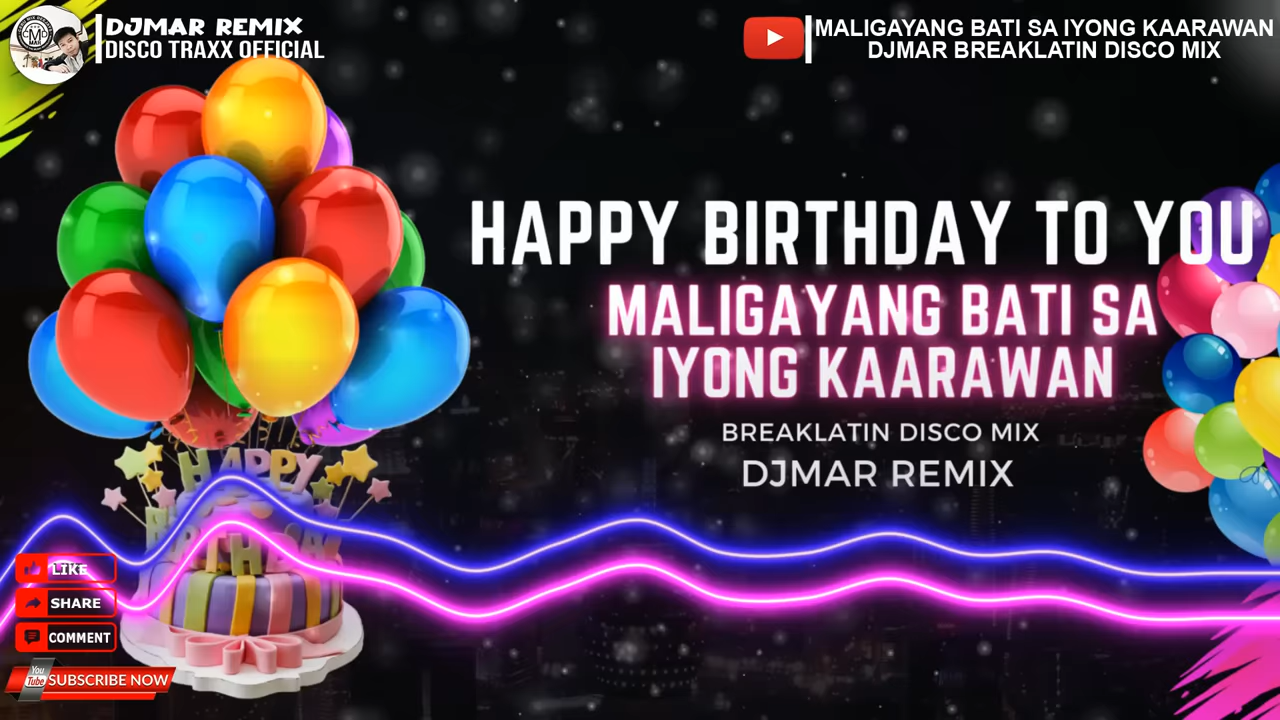 DJMAR REMIX
DISCO TRAXX OFFICIAL
MALIGAYANG BATI SA IYONG KAARAWAN
DJMAR BREAKLATIN DISCO MIX
HAPPY BIRTHDAY TO YOU
MALIGAYANG BATI SA
IYONG KAARAWAN
BREAKLATIN DISCO MIX
DJMAR REMIX
HAPPY
BIRTHDAY
LIKE
SHARE
COMMENT
You
Tube
SUBSCRIBE NOW